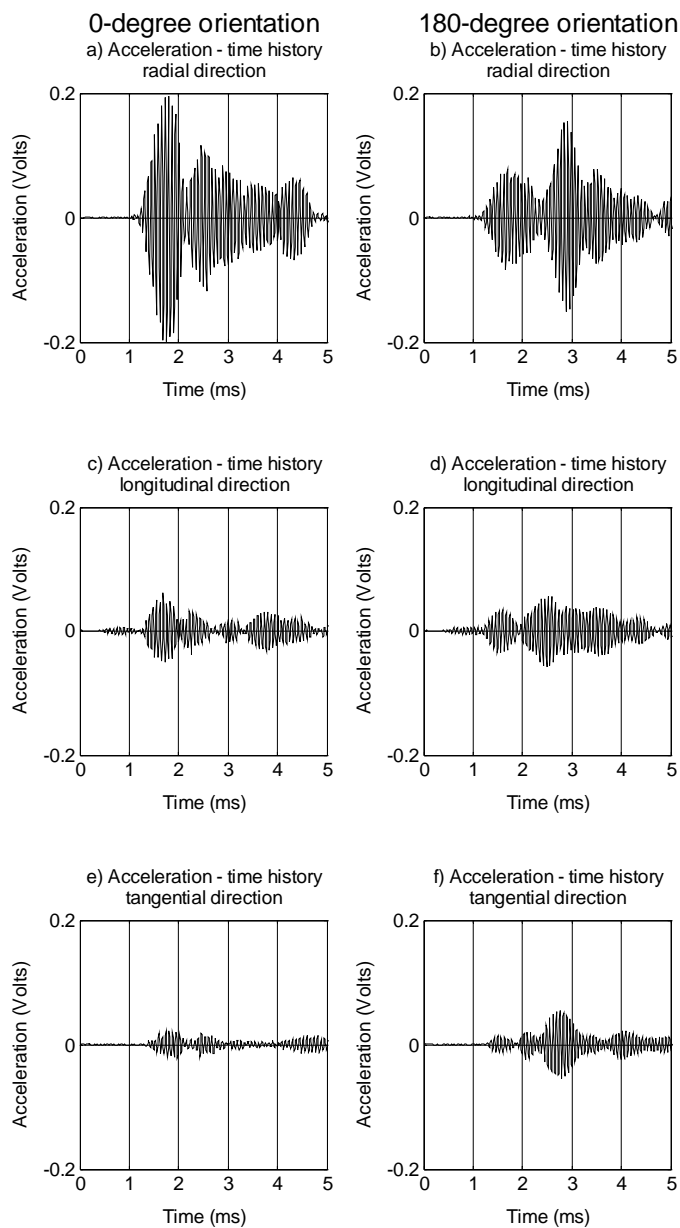 0-degree orientation
180-degree orientation
a) Acceleration - time history
radial direction
0.2
0
-0.2
Acceleration (Volts)
0 1 2 3 4 5
Time (ms)
b) Acceleration - time history
radial direction
0.2
0
-0.2
Acceleration (Volts)
0 1 2 3 4 5
Time (ms)
c) Acceleration - time history
longitudinal direction
0.2
0
-0.2
Acceleration (Volts)
0 1 2 3 4 5
Time (ms)
d) Acceleration - time history
longitudinal direction
0.2
0
-0.2
Acceleration (Volts)
0 1 2 3 4 5
Time (ms)
e) Acceleration - time history
tangential direction
0.2
0
-0.2
Acceleration (Volts)
0 1 2 3 4 5
Time (ms)
f) Acceleration - time history
tangential direction
0.2
0
-0.2
Acceleration (Volts)
0 1 2 3 4 5
Time (ms)